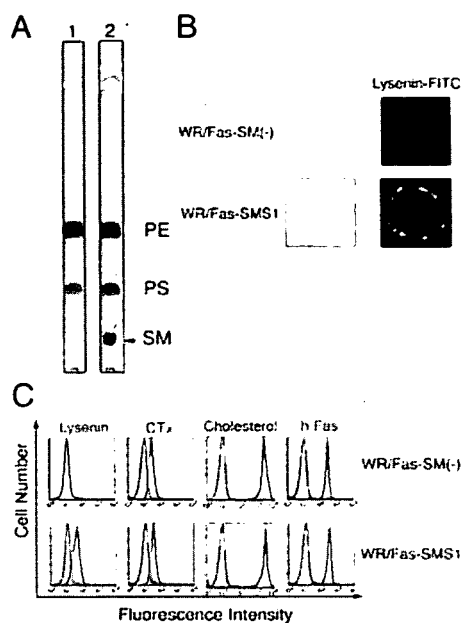 A
B
1 2
Lysenin-FITC
WR/Fas-SM(-)
WR/Fas-SMS1
PE
PS
SM
C
Lysenin CTx Cholesterol h Fas
WR/Fas-SM(-)
WR/Fas-SMS1
Cell Number
Fluorescence Intensity